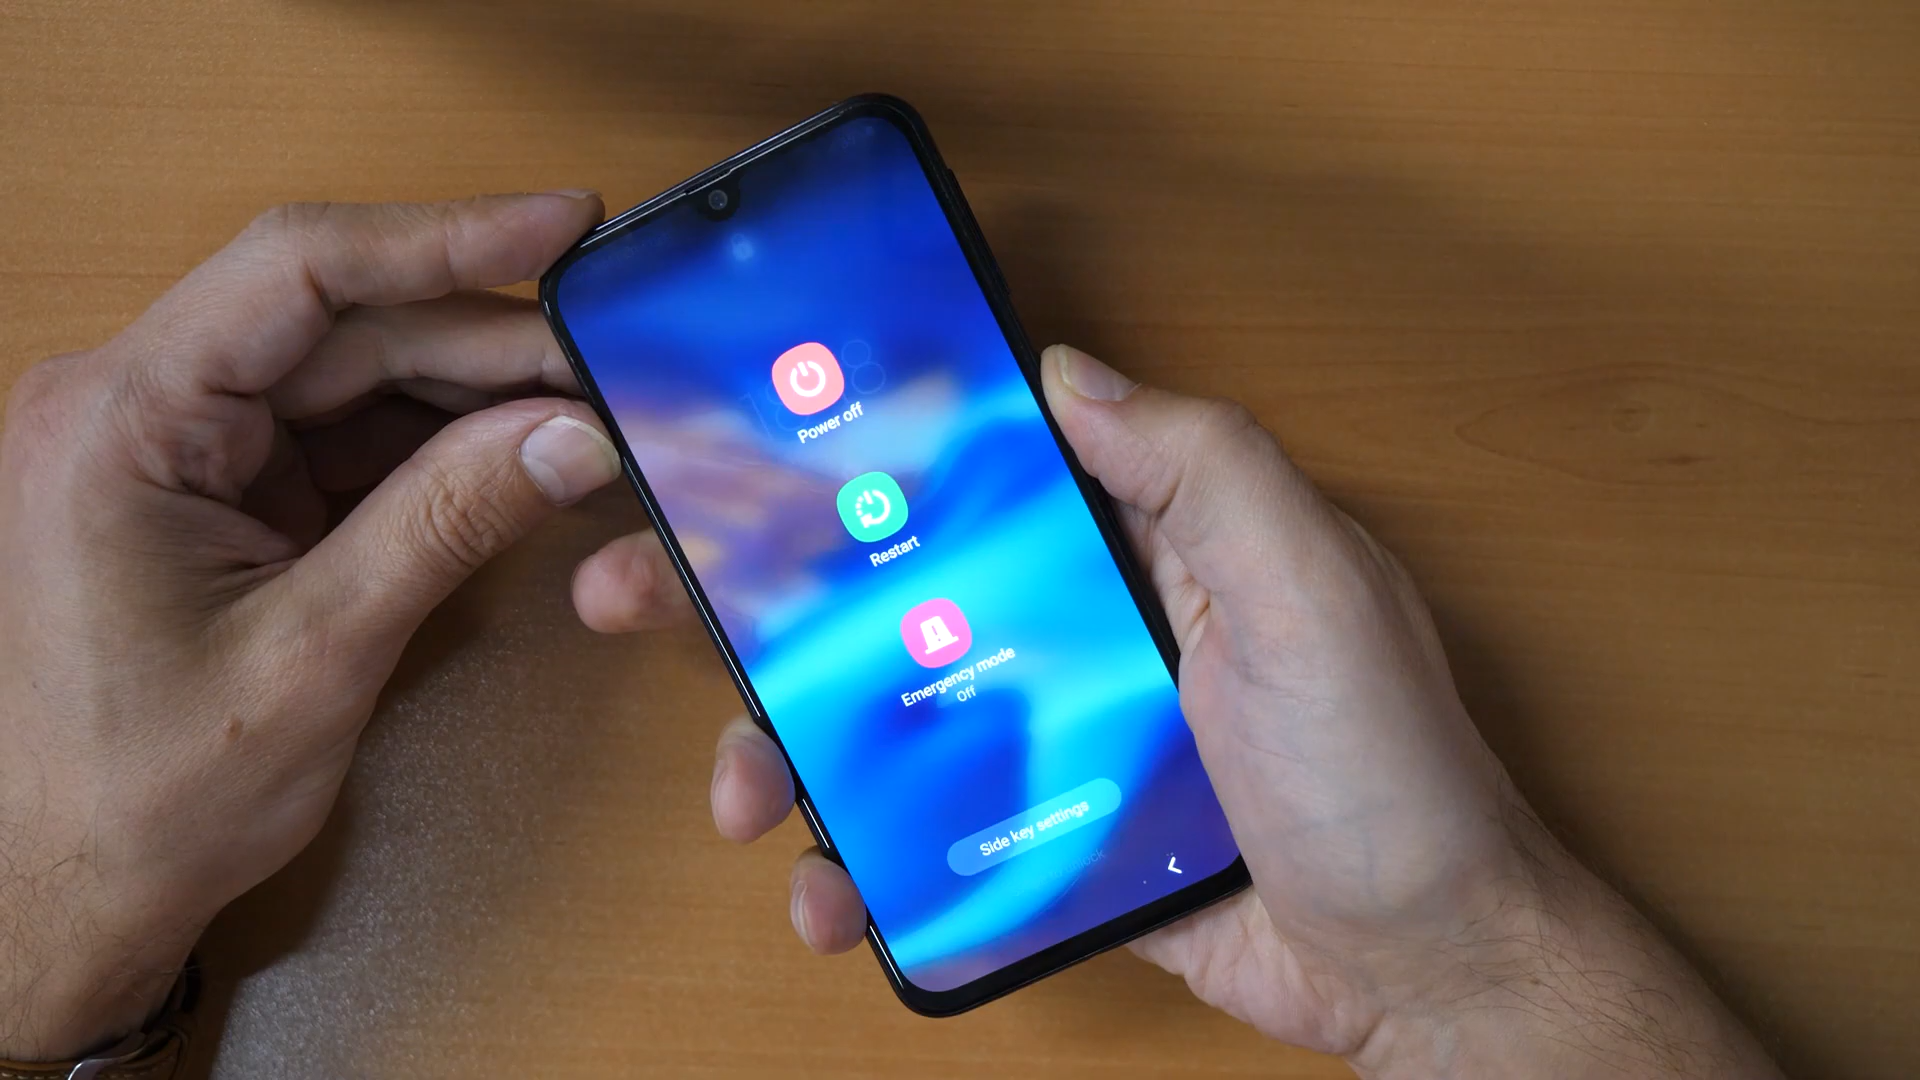 Power off
Restart
Emergency mode
Off
Side key settings